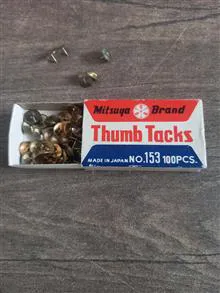 Mitsuya Brand
Thumb Tacks
MADE IN JAPAN NO.153 100PCS.